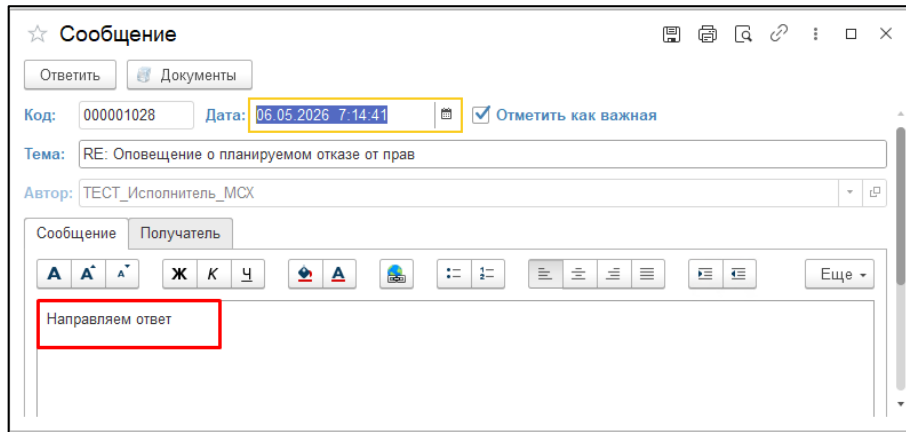 Сообщение
Ответить Документы
Код: 000001028 Дата: 06.05.2026 7:14:41 Отметить как важная
Тема: RE: Оповещение о планируемом отказе от прав
Автор: ТЕСТ_Исполнитель_МСХ
Сообщение Получатель
A A A Ж К Ч A Еще
Направляем ответ